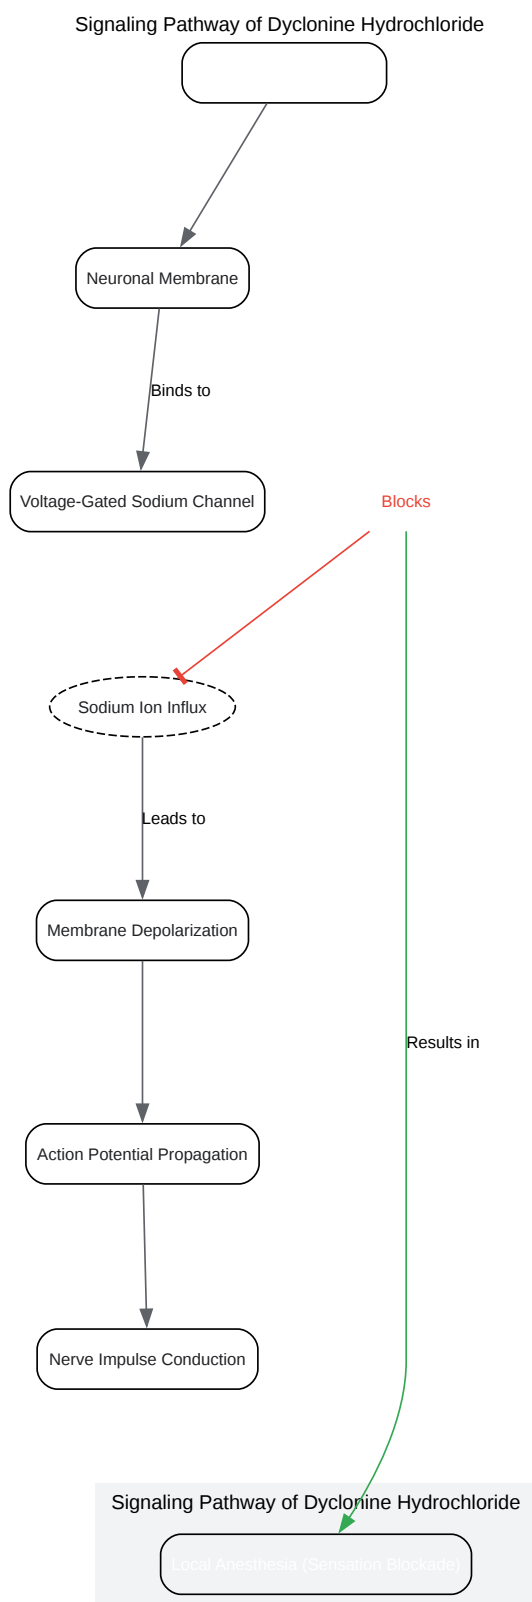 Signaling Pathway of Dyclonine Hydrochloride
Neuronal Membrane
Binds to
Voltage-Gated Sodium Channel
Blocks
Sodium Ion Influx
Leads to
Membrane Depolarization
Results in
Action Potential Propagation
Nerve Impulse Conduction
Signaling Pathway of Dyclonine Hydrochloride
Local Anesthesia (Sensation Blockade)